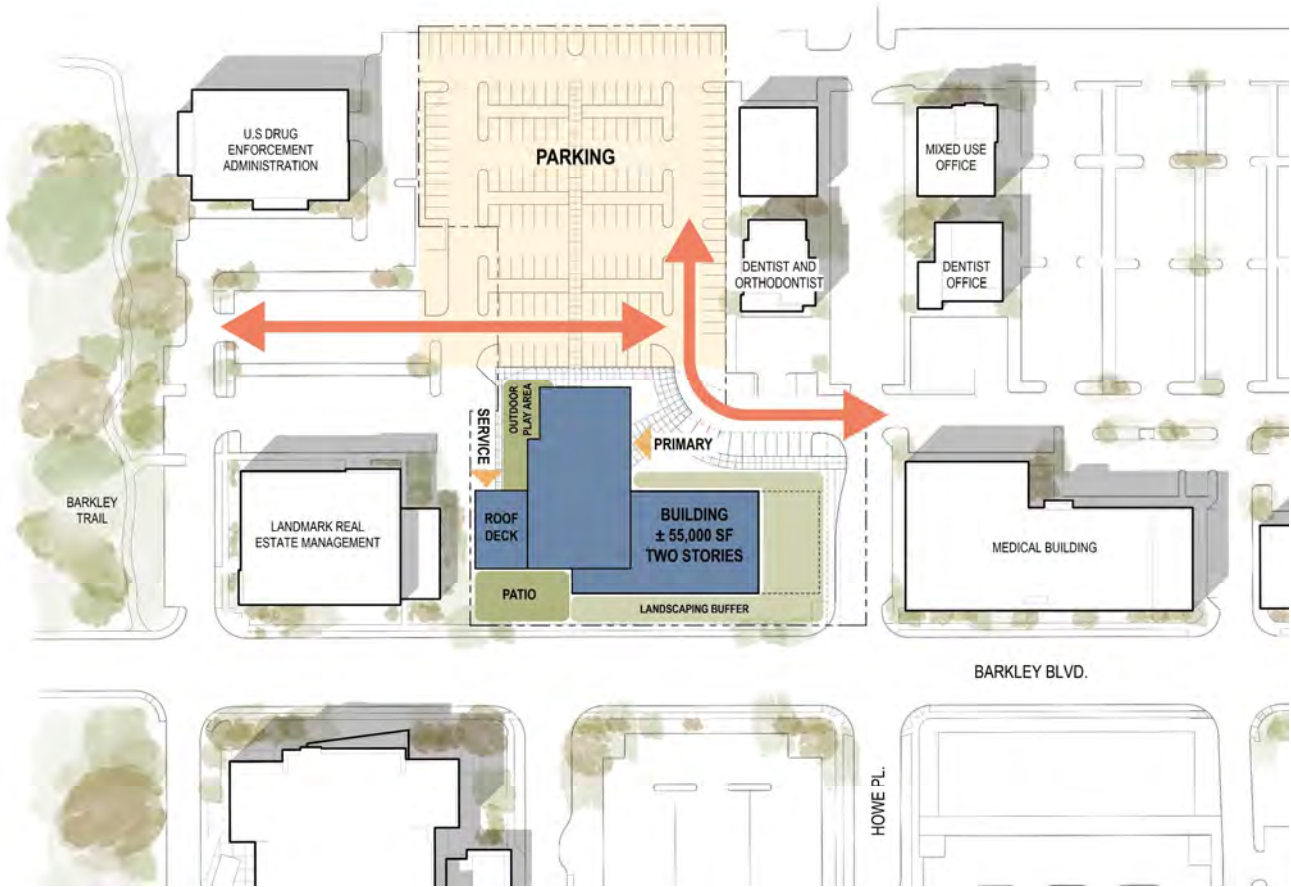 U.S DRUG
ENFORCEMENT
ADMINISTRATION
PARKING
MIXED USE
OFFICE
DENTIST AND
ORTHODONTIST
DENTIST
OFFICE
OUTDOOR
PLAY AREA
SERVICE
PRIMARY
BARKLEY
TRAIL
LANDMARK REAL
ESTATE MANAGEMENT
ROOF
DECK
BUILDING
± 55,000 SF
TWO STORIES
MEDICAL BUILDING
PATIO
LANDSCAPING BUFFER
BARKLEY BLVD.
HOWE PL.